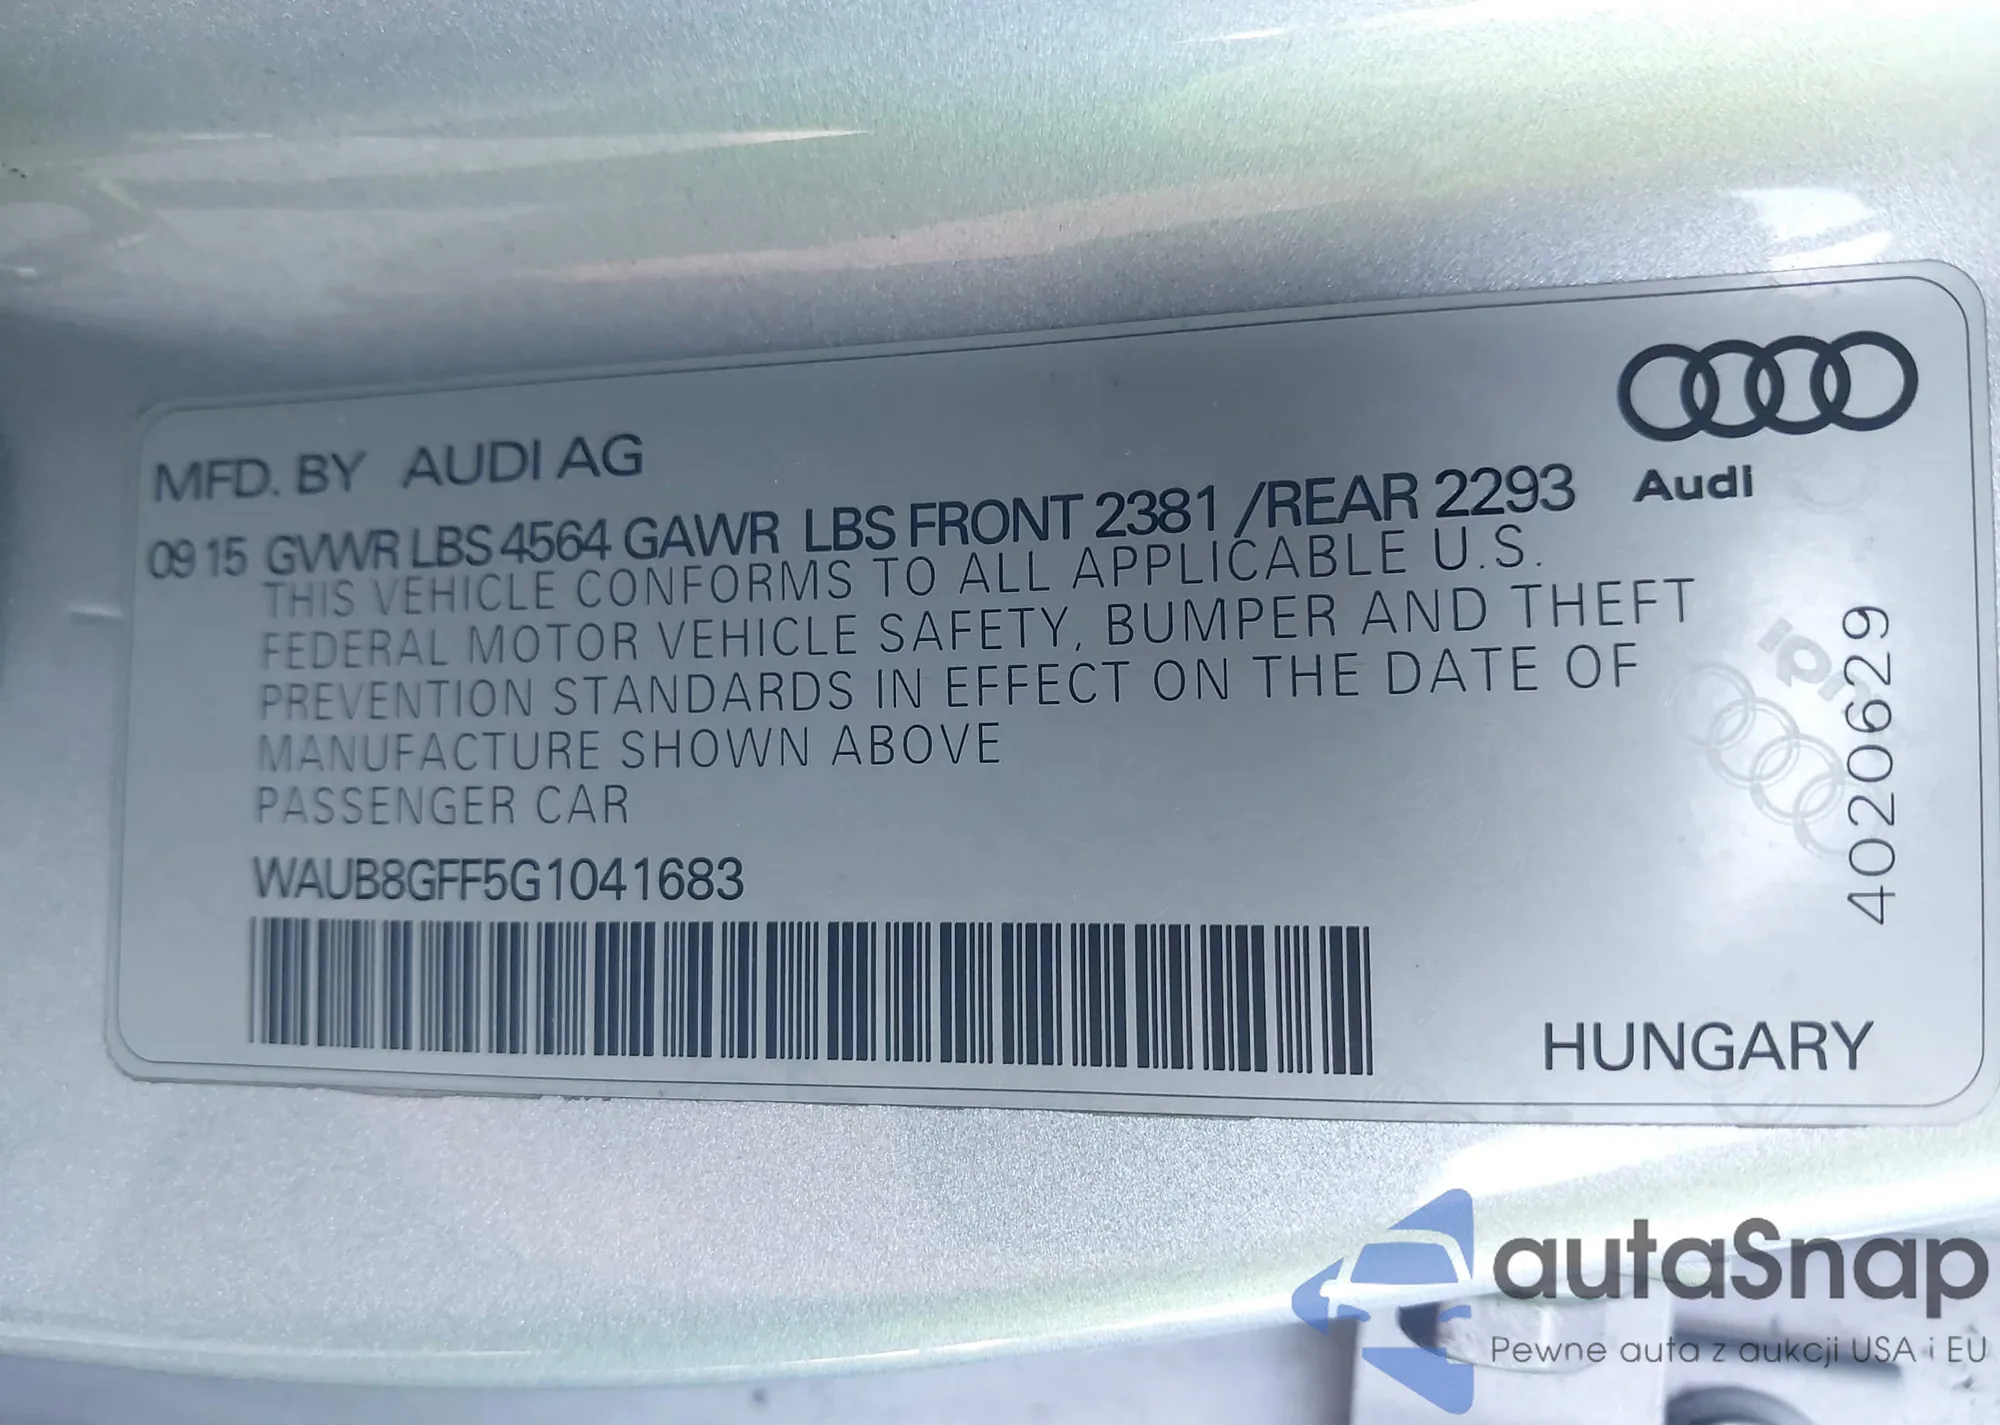 MFD. BY AUDI AG
09 15 GVWR LBS 4564 GAWR LBS FRONT 2381 /REAR 2293
THIS VEHICLE CONFORMS TO ALL APPLICABLE U.S.
FEDERAL MOTOR VEHICLE SAFETY, BUMPER AND THEFT
PREVENTION STANDARDS IN EFFECT ON THE DATE OF
MANUFACTURE SHOWN ABOVE
PASSENGER CAR
WAUB8GFF5G1041683
Audi
4020629
HUNGARY
autaSnap
Pewne auta z aukcji USA i EU